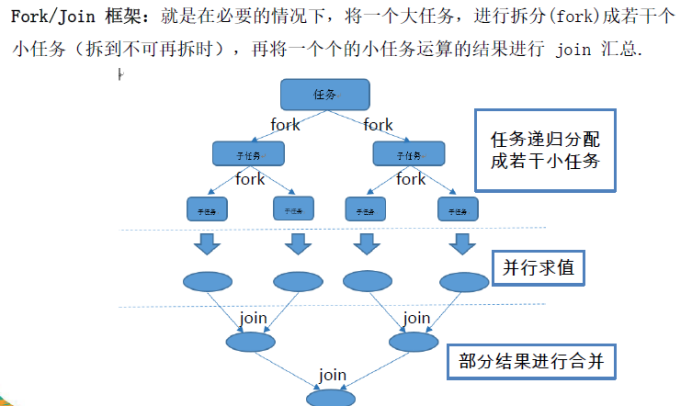 Fork/Join 框架：就是在必要的情况下，将一个大任务，进行拆分(fork)成若干个
小任务（拆到不可再拆时），再将一个个的小任务运算的结果进行 join 汇总.
任务
fork
fork
子任务
子任务
任务递归分配
成若干小任务
fork
fork
子任务
子任务
子任务
子任务
并行求值
join
join
部分结果进行合并
join